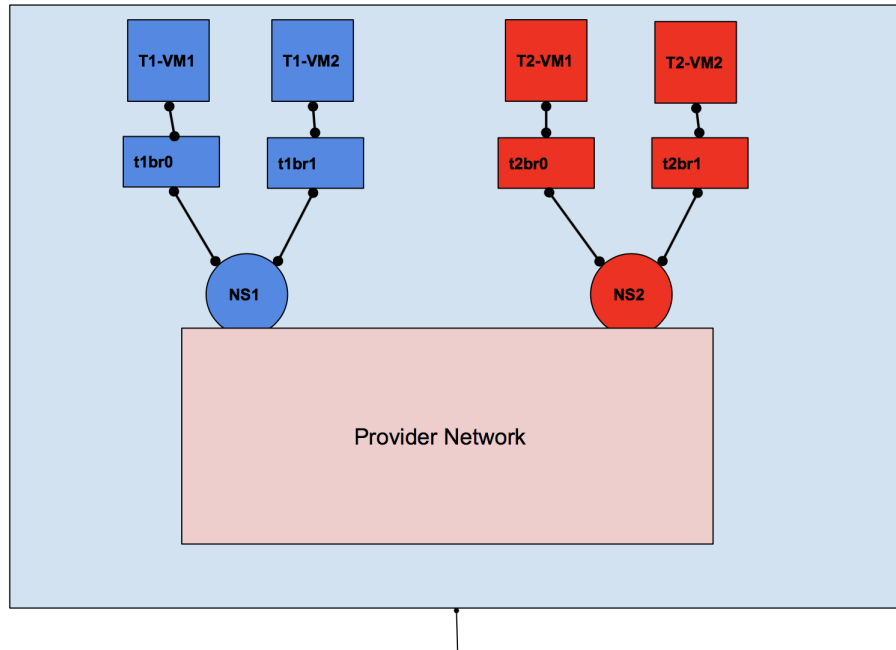 T1-VM1
T1-VM2
T2-VM1
T2-VM2
t1br0
t1br1
t2br0
t2br1
NS1
NS2
Provider Network